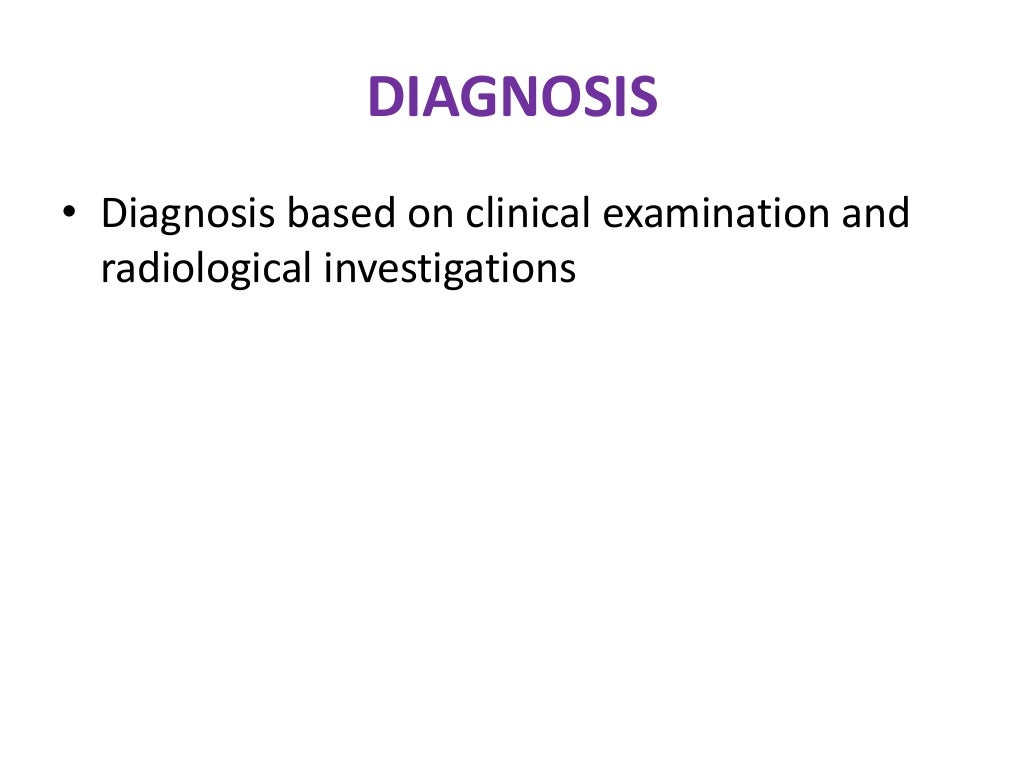 DIAGNOSIS
• Diagnosis based on clinical examination and
radiological investigations